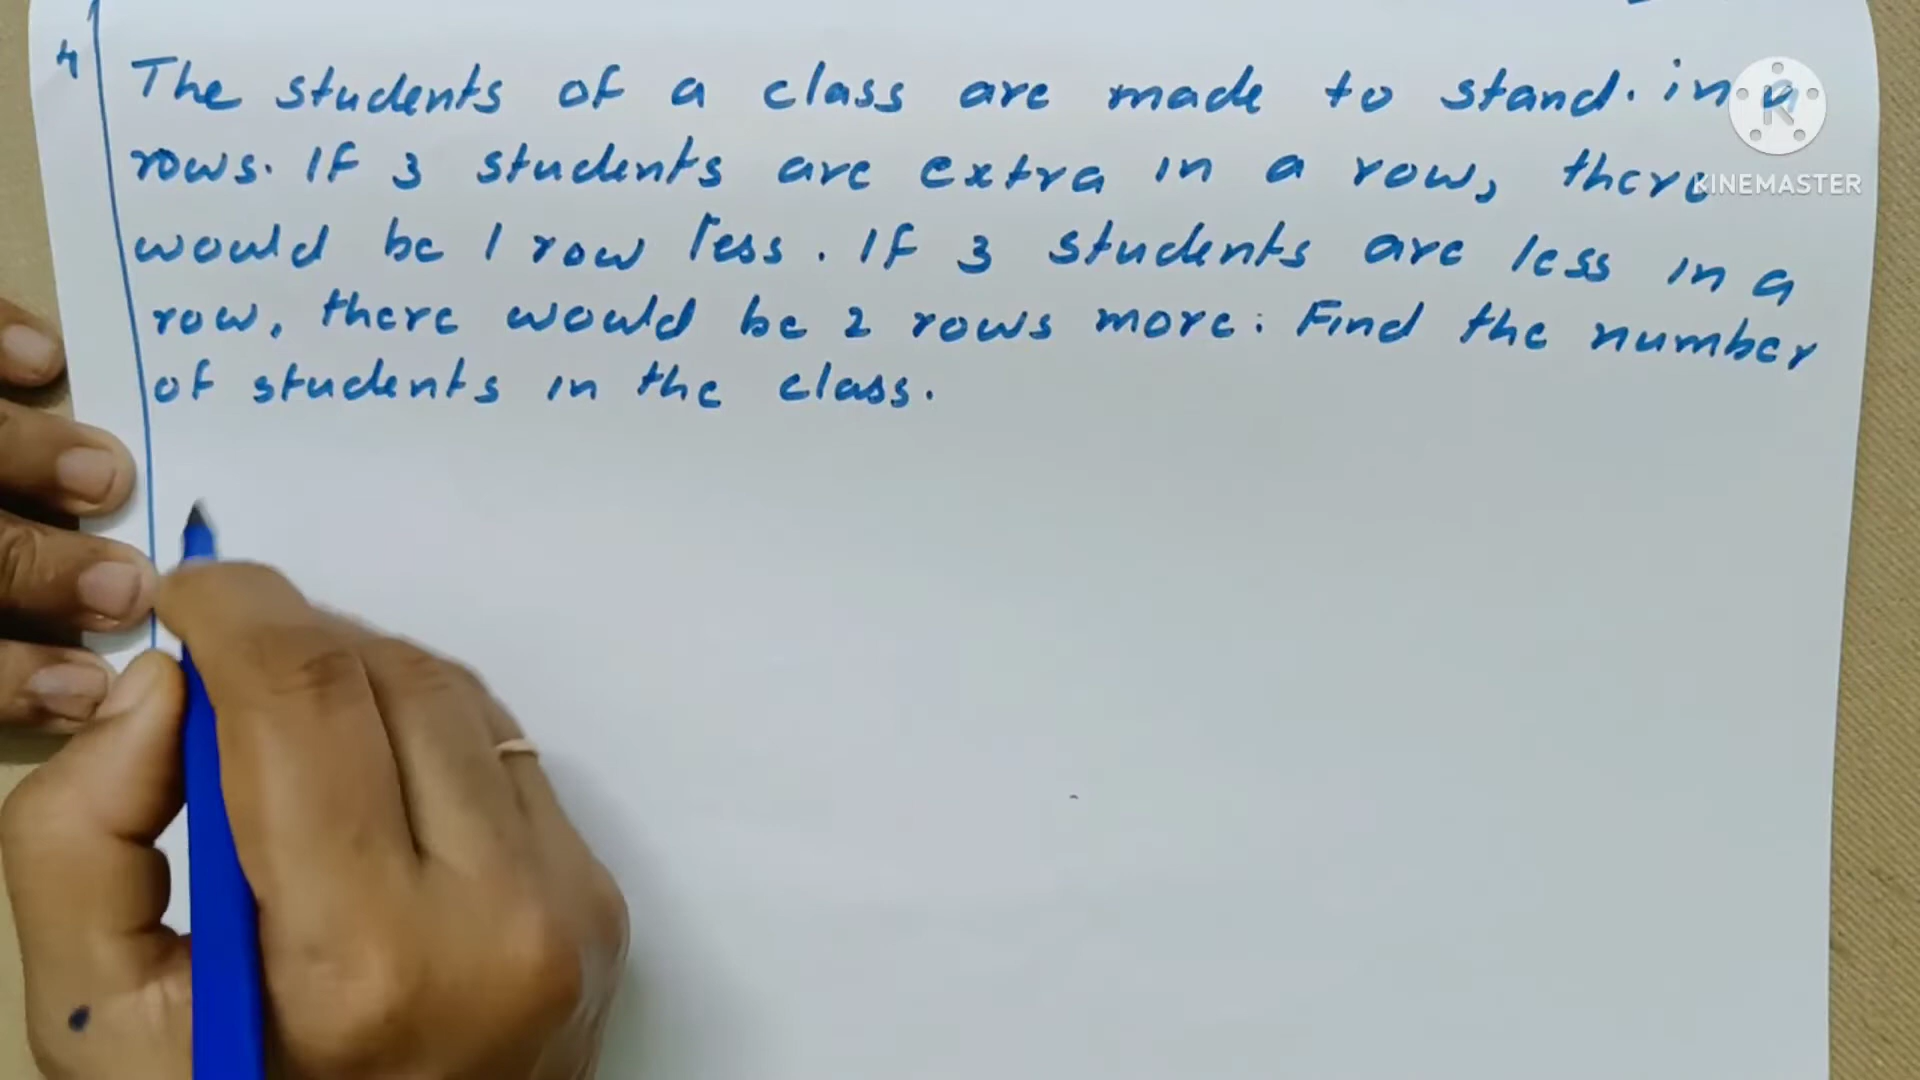 4
The students of a class are made to stand. in a
rows. If 3 students are extra in a row, there
KINEMASTER
would be 1 row less. If 3 students are less in a
row, there would be 2 rows more. Find the number
of students in the class.